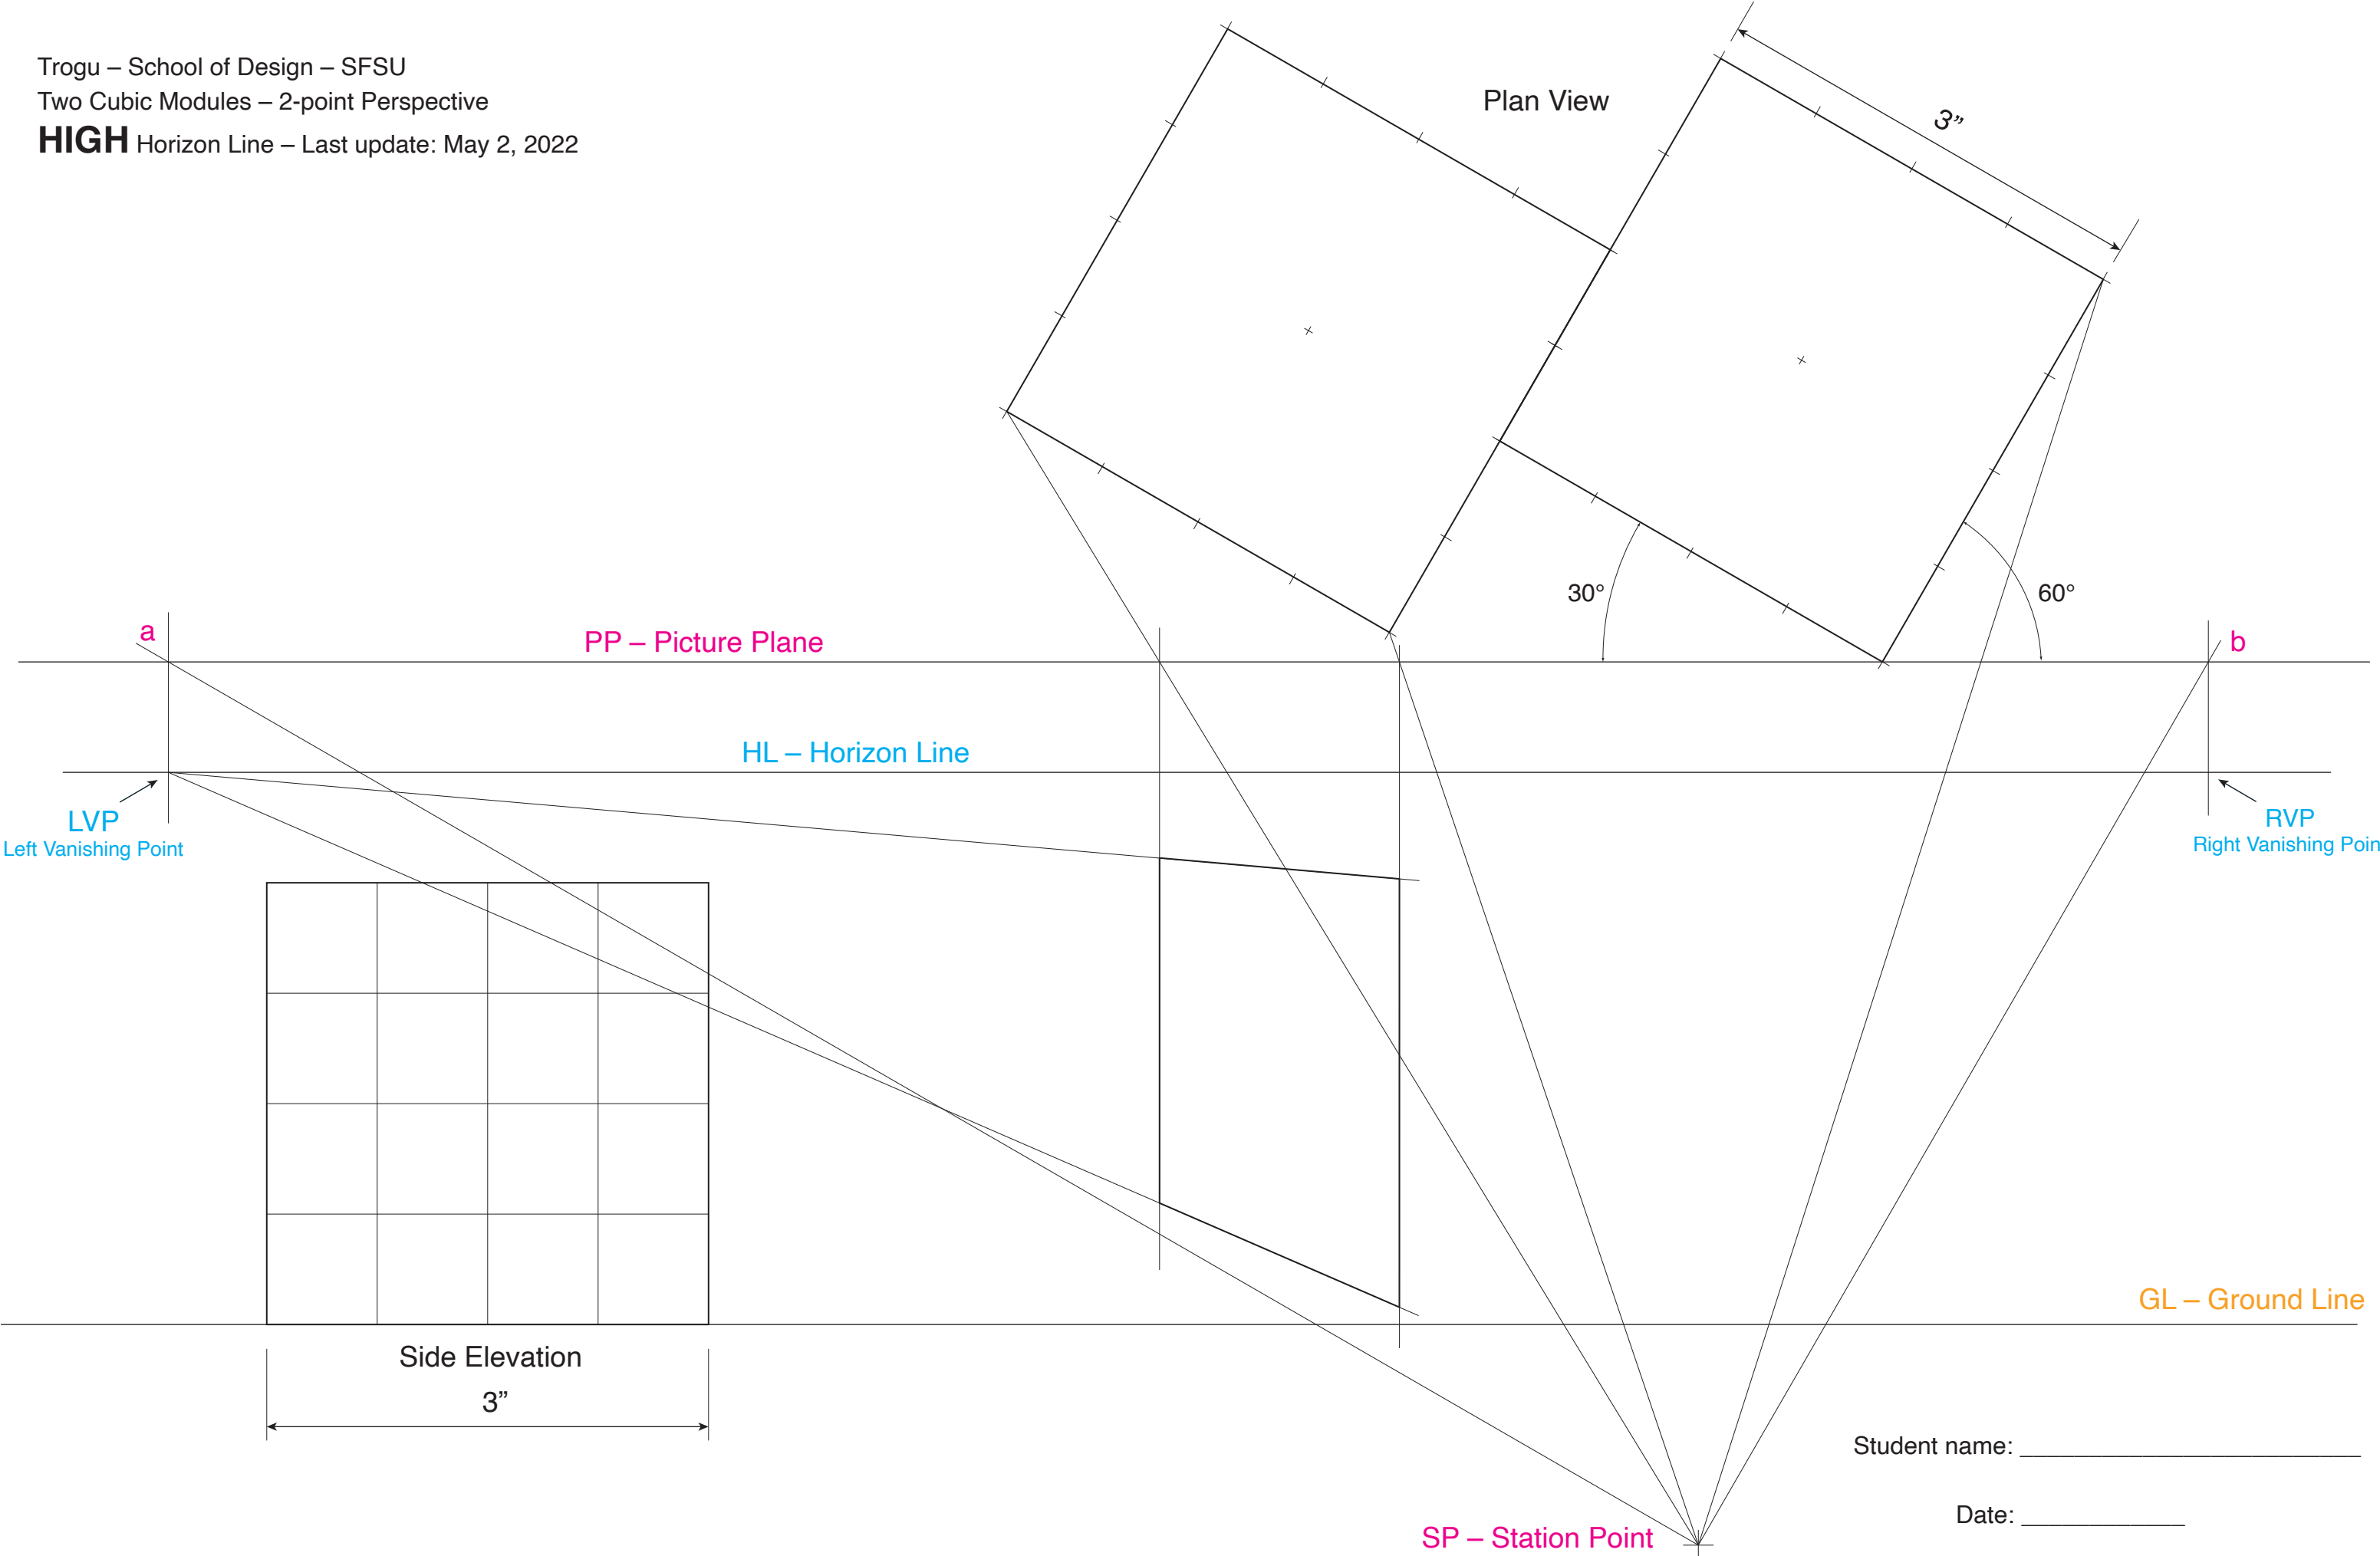 Trogu – School of Design – SFSU
Two Cubic Modules – 2-point Perspective
HIGH Horizon Line – Last update: May 2, 2022
Plan View
3”
30°
60°
a
PP – Picture Plane
b
HL – Horizon Line
LVP
Left Vanishing Point
RVP
Right Vanishing Poin
GL – Ground Line
Side Elevation
3”
Student name: _________________________
Date: ____________
SP – Station Point